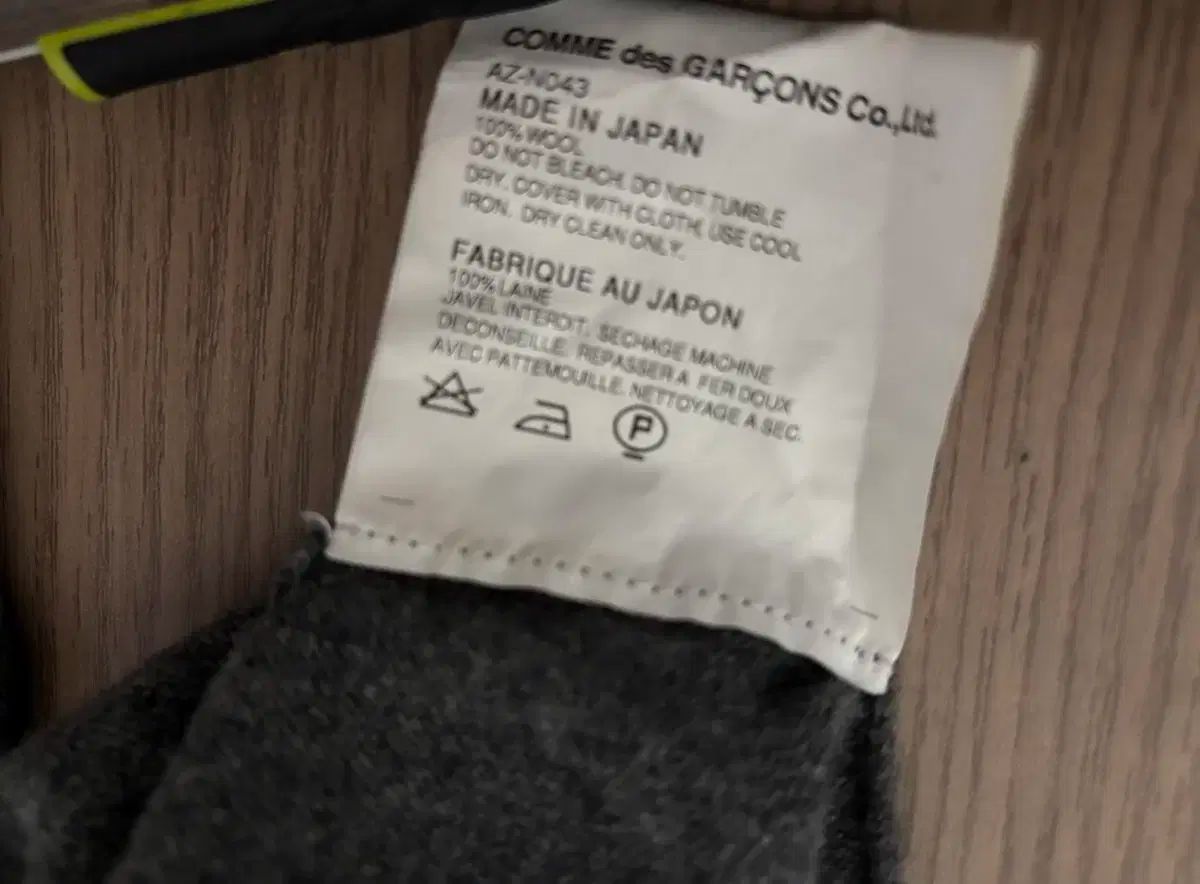 COMME des GARÇONS Co.,Ltd.
AZ-N043
MADE IN JAPAN
100% WOOL
DO NOT BLEACH. DO NOT TUMBLE
DRY. COVER WITH CLOTH, USE COOL
IRON. DRY CLEAN ONLY.
FABRIQUE AU JAPON
100% LAINE
JAVEL INTERDIT. SECHAGE MACHINE
DECONSEILLE. REPASSER A FER DOUX
AVEC PATTEMOUILLE. NETTOYAGE A SEC.
P